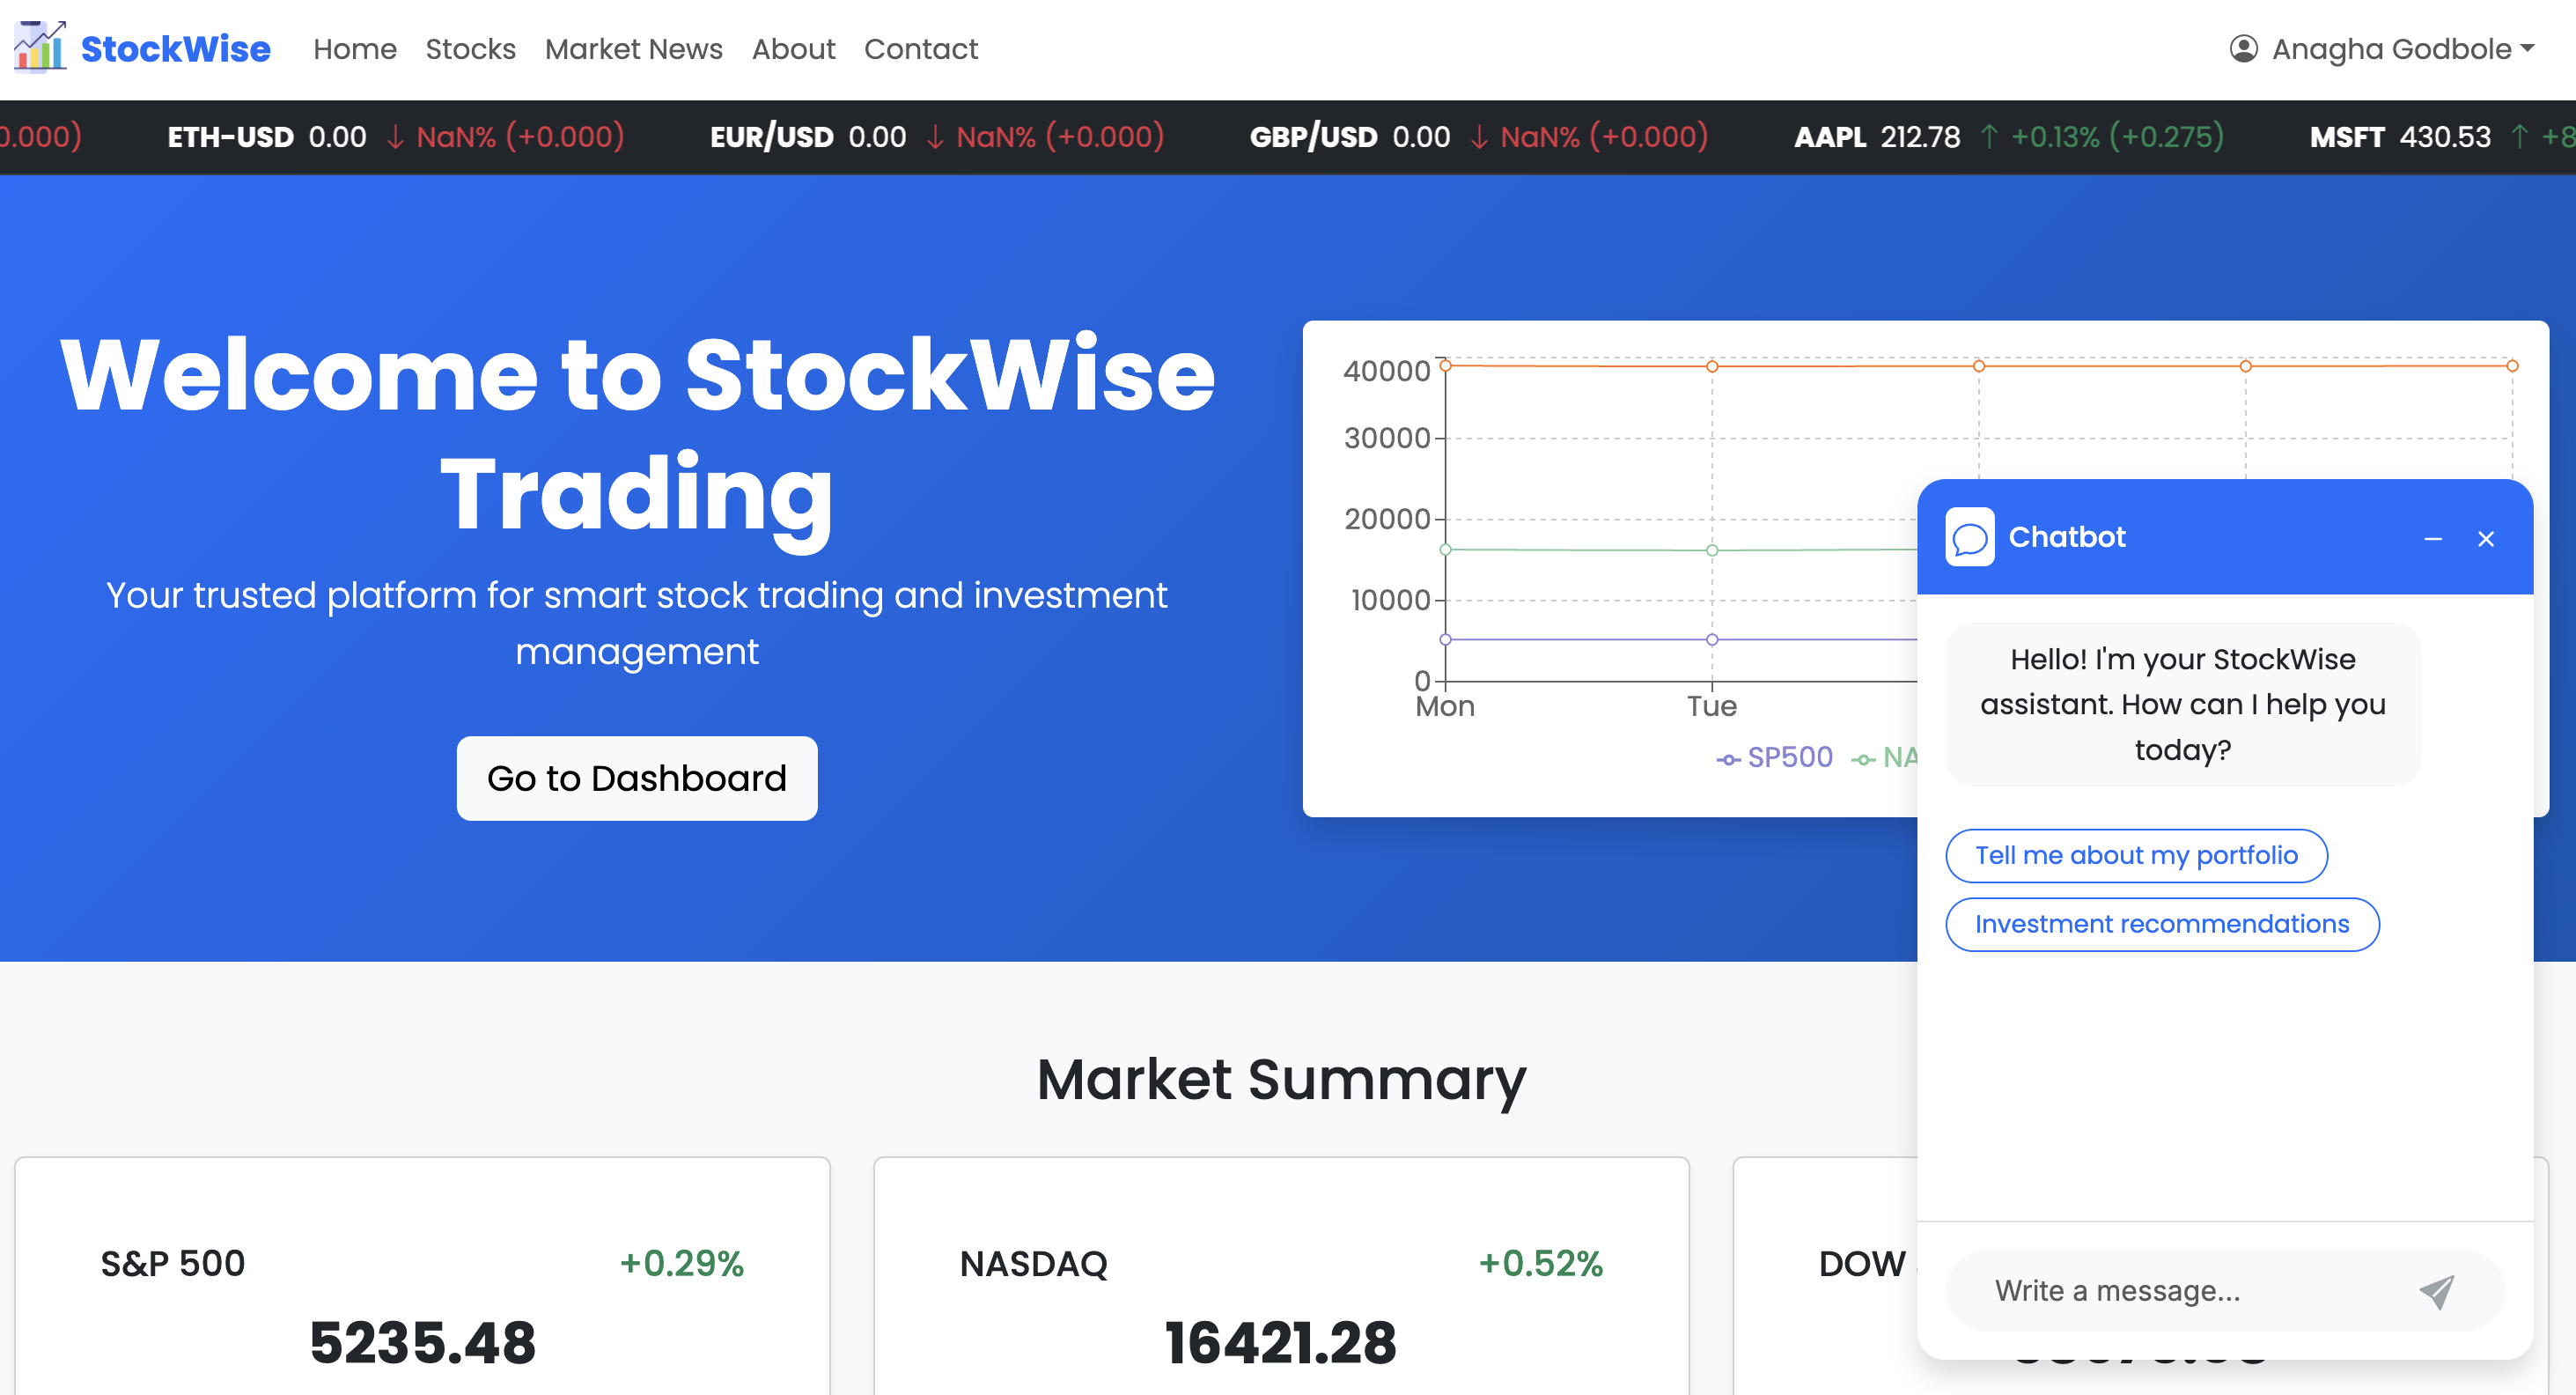 StockWise Home Stocks Market News About Contact Anagha Godbole
0.000) ETH-USD 0.00 ↓ NaN% (+0.000) EUR/USD 0.00 ↓ NaN% (+0.000) GBP/USD 0.00 ↓ NaN% (+0.000) AAPL 212.78 ↑ +0.13% (+0.275) MSFT 430.53 ↑ +8
Welcome to StockWise
Trading
Your trusted platform for smart stock trading and investment
management
Go to Dashboard
40000
30000
20000
10000
0
Mon Tue
SP500 NA
Chatbot
Hello! I'm your StockWise
assistant. How can I help you
today?
Tell me about my portfolio
Investment recommendations
Write a message...
Market Summary
S&P 500 +0.29%
5235.48
NASDAQ +0.52%
16421.28
DOW